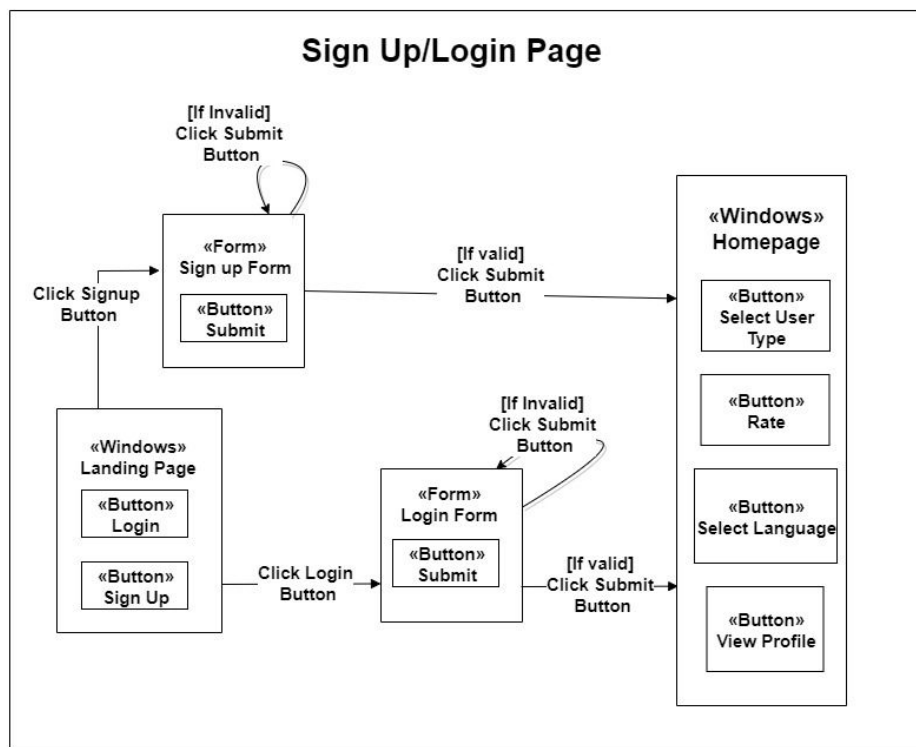 Sign Up/Login Page
[If Invalid]
Click Submit
Button
«Form»
Sign up Form
«Button»
Submit
Click Signup
Button
[If valid]
Click Submit
Button
«Windows»
Homepage
«Button»
Select User
Type
«Button»
Rate
«Button»
Select Language
«Button»
View Profile
«Windows»
Landing Page
«Button»
Login
«Button»
Sign Up
Click Login
Button
[If Invalid]
Click Submit
Button
«Form»
Login Form
«Button»
Submit
[If valid]
Click Submit
Button